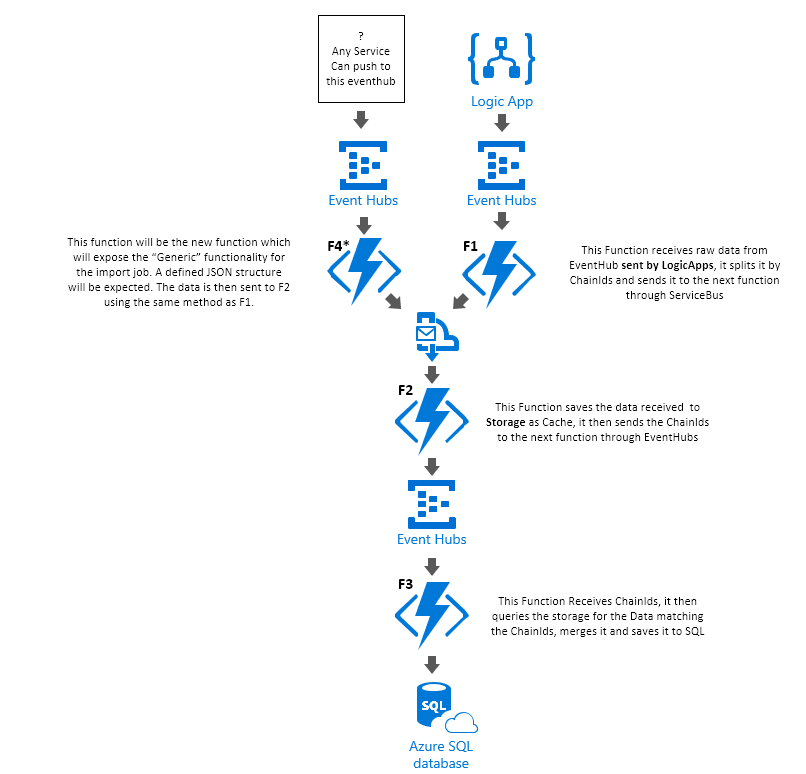 ?
Any Service
Can push to
this eventhub
Logic App
Event Hubs
Event Hubs
This function will be the new function which
will expose the “Generic” functionality for
the import job. A defined JSON structure
will be expected. The data is then sent to F2
using the same method as F1.
F4*
F1
This Function receives raw data from
EventHub sent by LogicApps, it splits it by
ChainIds and sends it to the next function
through ServiceBus
F2
This Function saves the data received to
Storage as Cache, it then sends the ChainIds
to the next function through EventHubs
Event Hubs
F3
This Function Receives ChainIds, it then
queries the storage for the Data matching
the ChainIds, merges it and saves it to SQL
SQL
Azure SQL
database